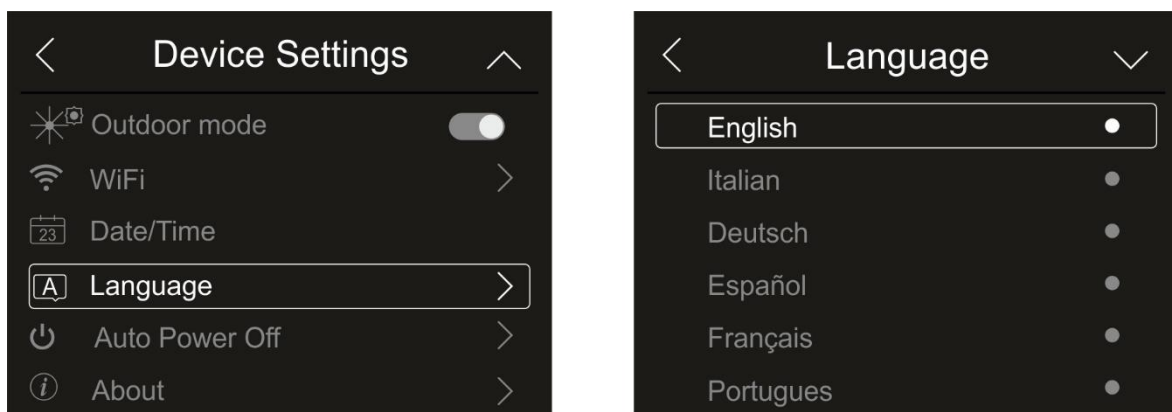 Device Settings
Outdoor mode
WiFi
23 Date/Time
A Language
Auto Power Off
i About
Language
English
Italian
Deutsch
Español
Français
Portugues